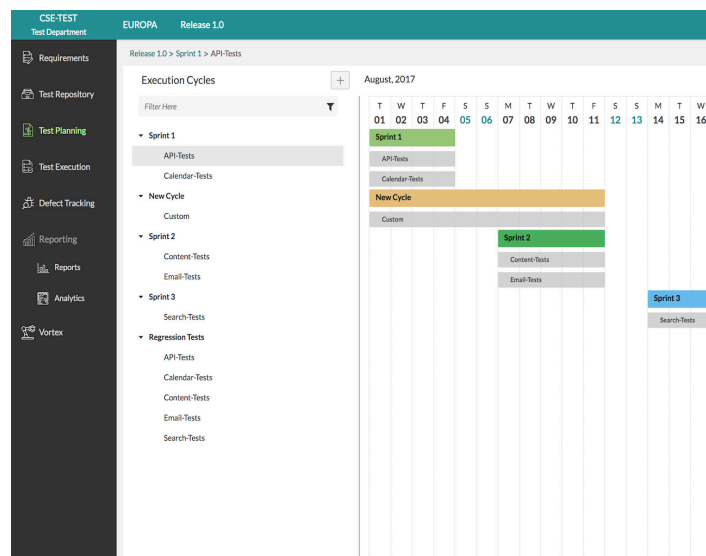 CSE-TEST
Test Department
EUROPA Release 1.0
Requirements
Test Repository
Test Planning
Test Execution
Defect Tracking
Reporting
Reports
Analytics
Vortex
Release 1.0 > Sprint 1 > API-Tests
Execution Cycles +
Filter Here
Sprint 1
API-Tests
Calendar-Tests
New Cycle
Custom
Sprint 2
Content-Tests
Email-Tests
Sprint 3
Search-Tests
Regression Tests
API-Tests
Calendar-Tests
Content-Tests
Email-Tests
Search-Tests
August, 2017
T W T F S S M T W T F S S M T W
01 02 03 04 05 06 07 08 09 10 11 12 13 14 15 16
Sprint 1
API-Tests
Calendar-Tests
New Cycle
Custom
Sprint 2
Content-Tests
Email-Tests
Sprint 3
Search-Tests